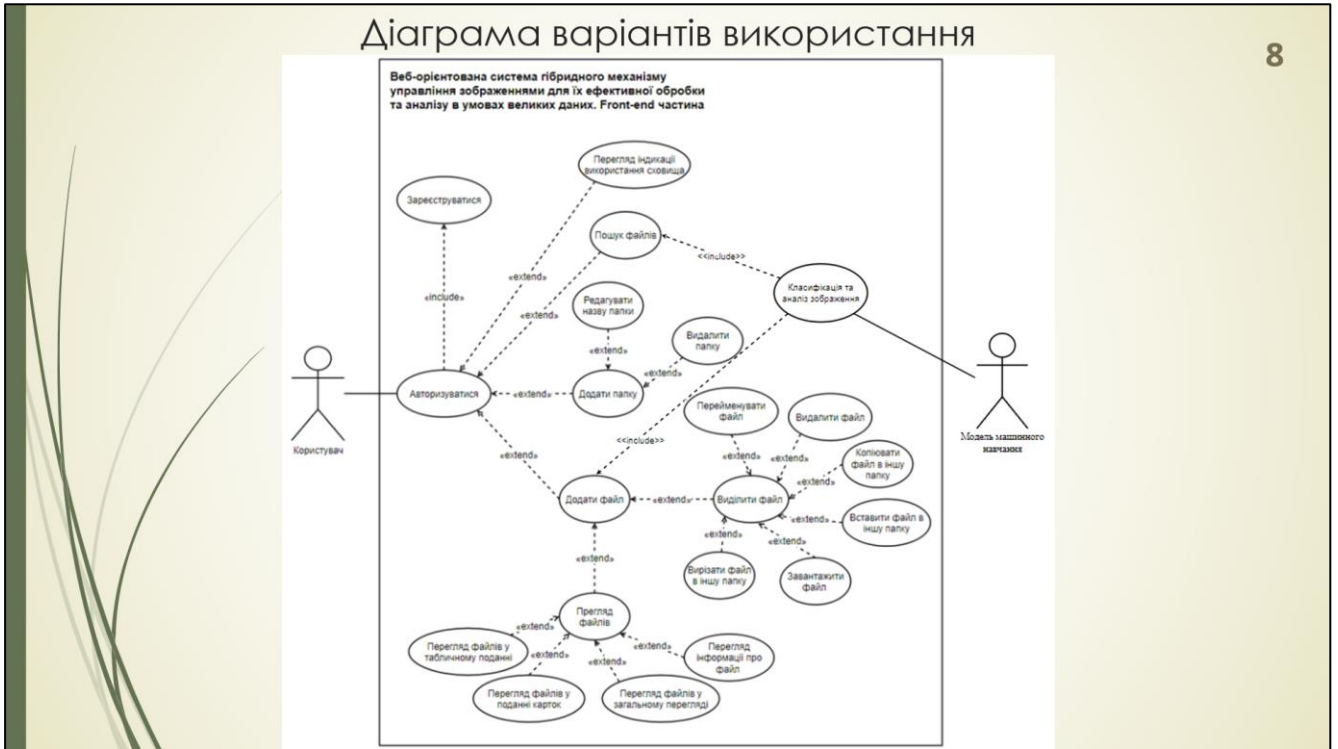 Діаграма варіантів використання
8
Веб-орієнтована система гібридного механізму
управління зображеннями для їх ефективної обробки
та аналізу в умовах великих даних. Front-end частина
Перегляд індикації
використання сховища
Зареєструватися
Пошук файлів
<<include>>
«extend»
Класифікація та
аналіз зображення
«include»
Редагувати
назву папки
«extend»
Видалити
папку
«extend»
«extend»
Авторизуватися
«extend»
Додати папку
Перейменувати
файл
Видалити файл
Користувач
Модель машинного
навчання
<<include>>
«extend»
«extend»
«extend»
Копіювати
файл в іншу
папку
«extend»
Додати файл
«extend»
Виділити файл
«extend»
Вставити файл в
іншу папку
«extend»
«extend»
«extend»
Вирізати файл
в іншу папку
Завантажити
файл
Прегляд
файлів
«extend»
Перегляд файлів у
табличному поданні
«extend»
«extend»
«extend»
Перегляд
інформації про
файл
Перегляд файлів у
поданні карток
Перегляд файлів у
загальному перегляді